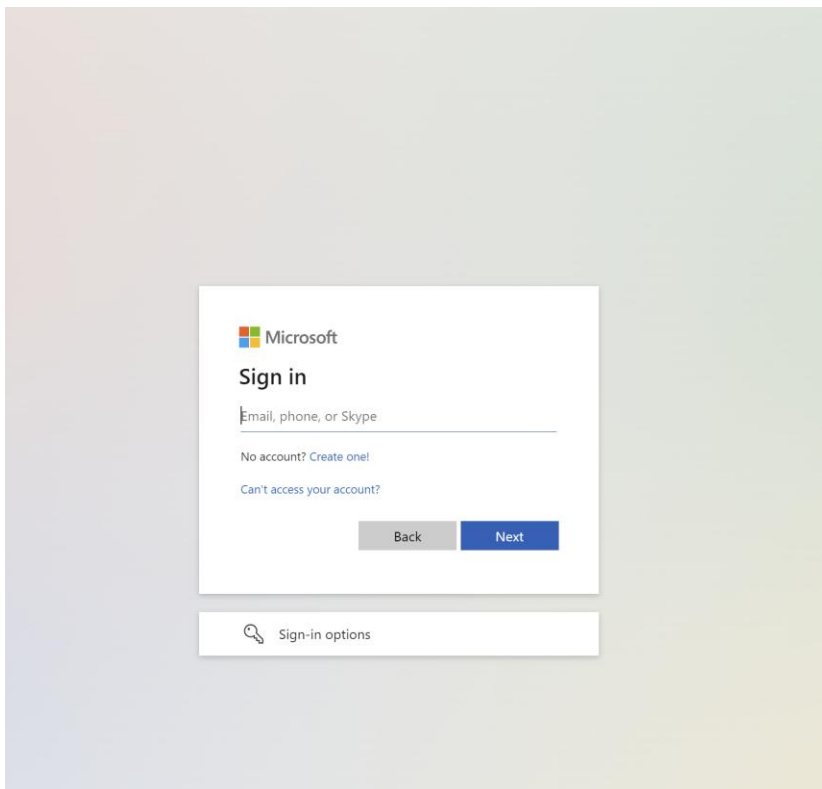 Microsoft
Sign in
Email, phone, or Skype
No account? Create one!
Can't access your account?
Back Next
Sign-in options